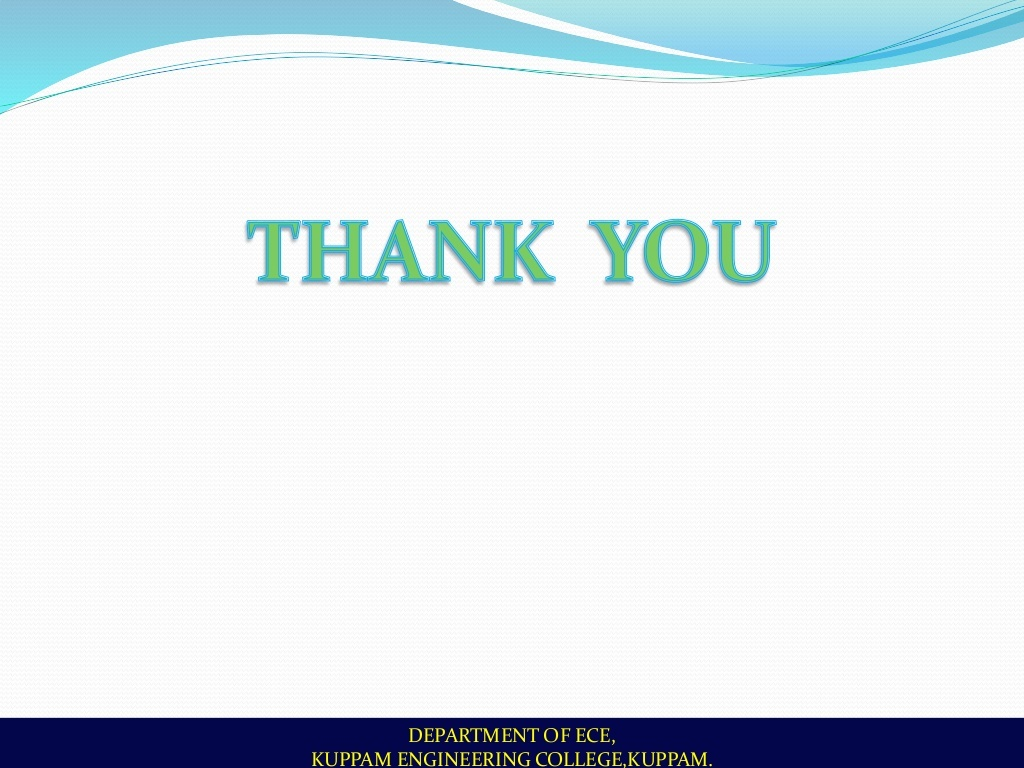 THANK YOU
DEPARTMENT OF ECE,
KUPPAM ENGINEERING COLLEGE,KUPPAM.